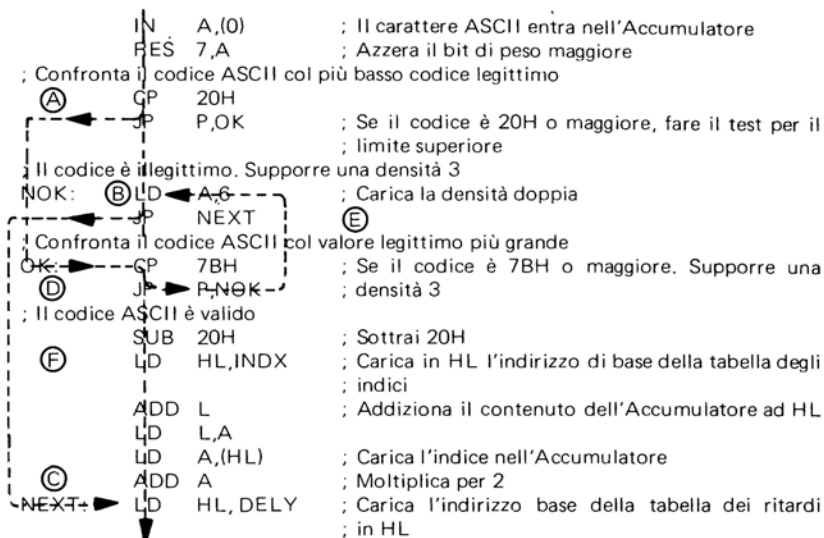 IN A,(0) ; Il carattere ASCII entra nell'Accumulatore
RES 7,A ; Azzera il bit di peso maggiore
; Confronta il codice ASCII col più basso codice legittimo
A CP 20H
JP P,OK ; Se il codice è 20H o maggiore, fare il test per il
; limite superiore
; Il codice è illegittimo. Supporre una densità 3
NOK: B LD A,6 ; Carica la densità doppia
JP NEXT E
; Confronta il codice ASCII col valore legittimo più grande
OK: CP 7BH ; Se il codice è 7BH o maggiore. Supporre una
D JP P,NOK ; densità 3
; Il codice ASCII è valido
SUB 20H ; Sottrai 20H
F LD HL,INDX ; Carica in HL l'indirizzo di base della tabella degli
; indici
ADD L ; Addiziona il contenuto dell'Accumulatore ad HL
LD L,A
LD A,(HL) ; Carica l'indice nell'Accumulatore
C ADD A ; Moltiplica per 2
NEXT: LD HL, DELY ; Carica l'indirizzo base della tabella dei ritardi
; in HL